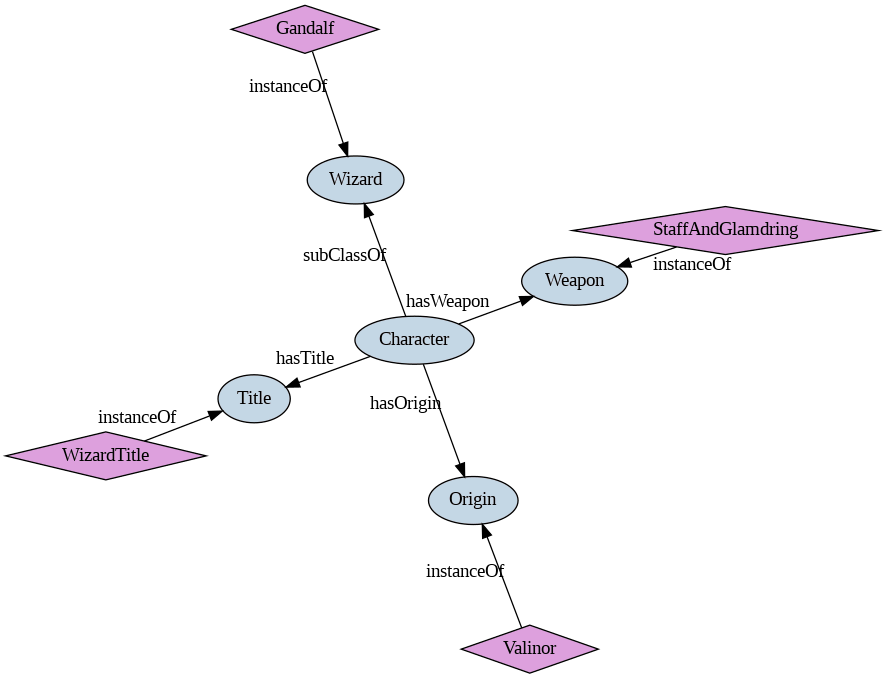 Gandalf
instanceOf
Wizard
StaffAndGlamdring
subClassOf
instanceOf
Weapon
hasWeapon
Character
hasTitle
Title
hasOrigin
instanceOf
WizardTitle
Origin
instanceOf
Valinor